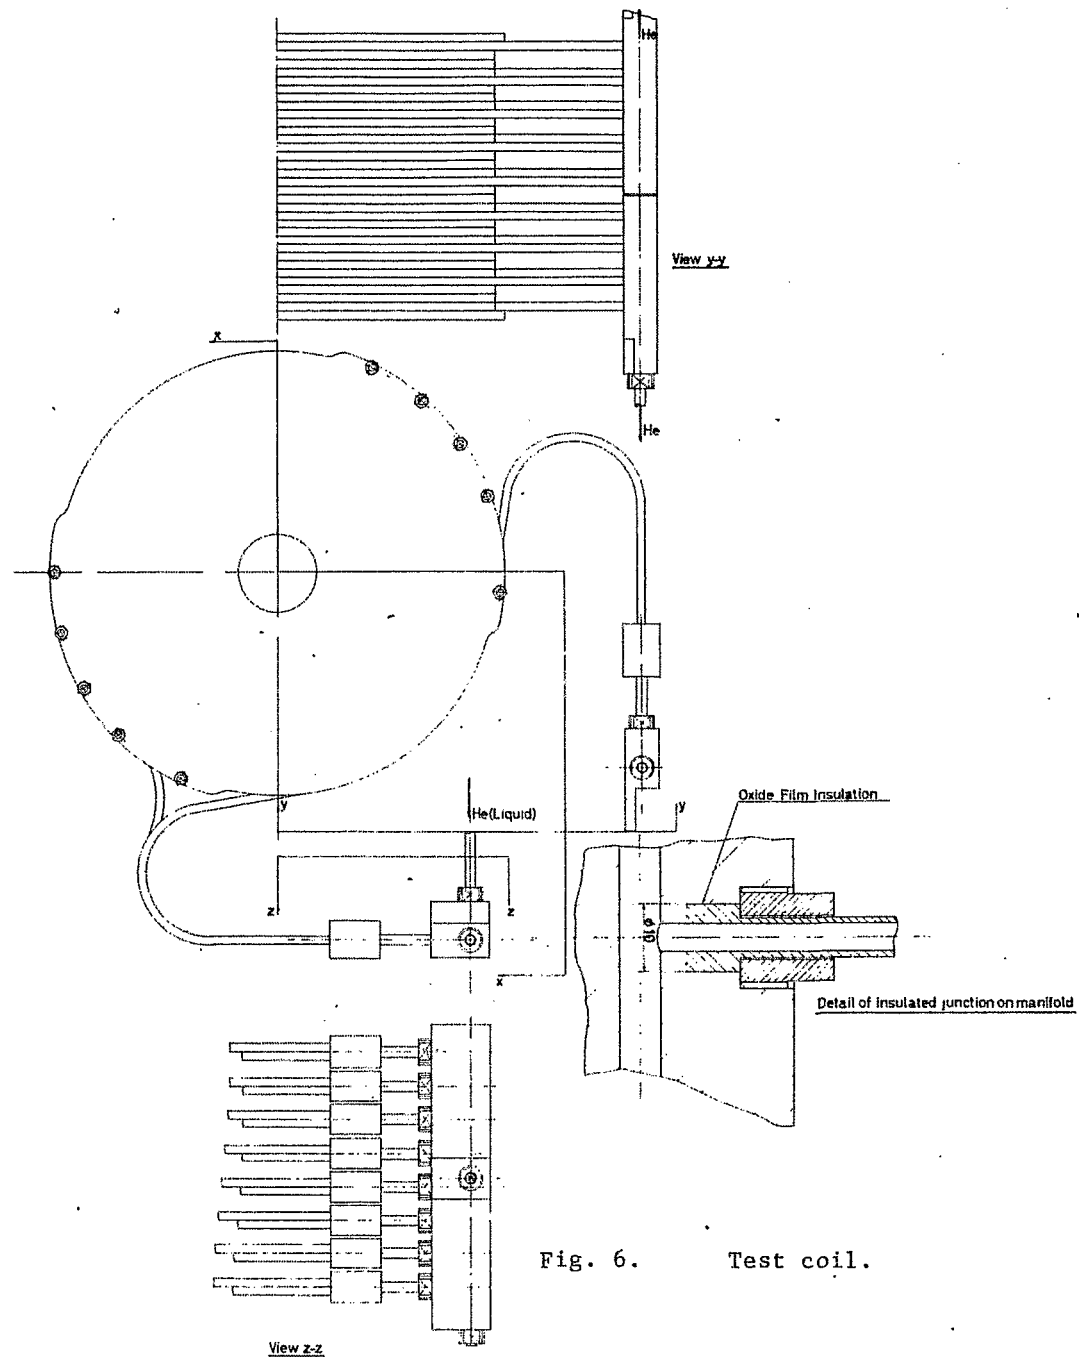 He
View y-y
x
He
Oxide Film Insulation
y
y
He(Liquid)
z
z
ϕ 10
x
Detail of insulated junction on manifold
Fig. 6. Test coil.
View z-z